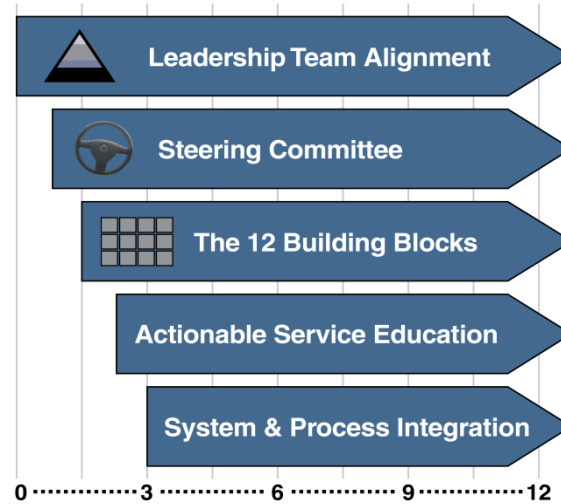 Leadership Team Alignment
Steering Committee
The 12 Building Blocks
Actionable Service Education
System & Process Integration
0 3 6 9 12